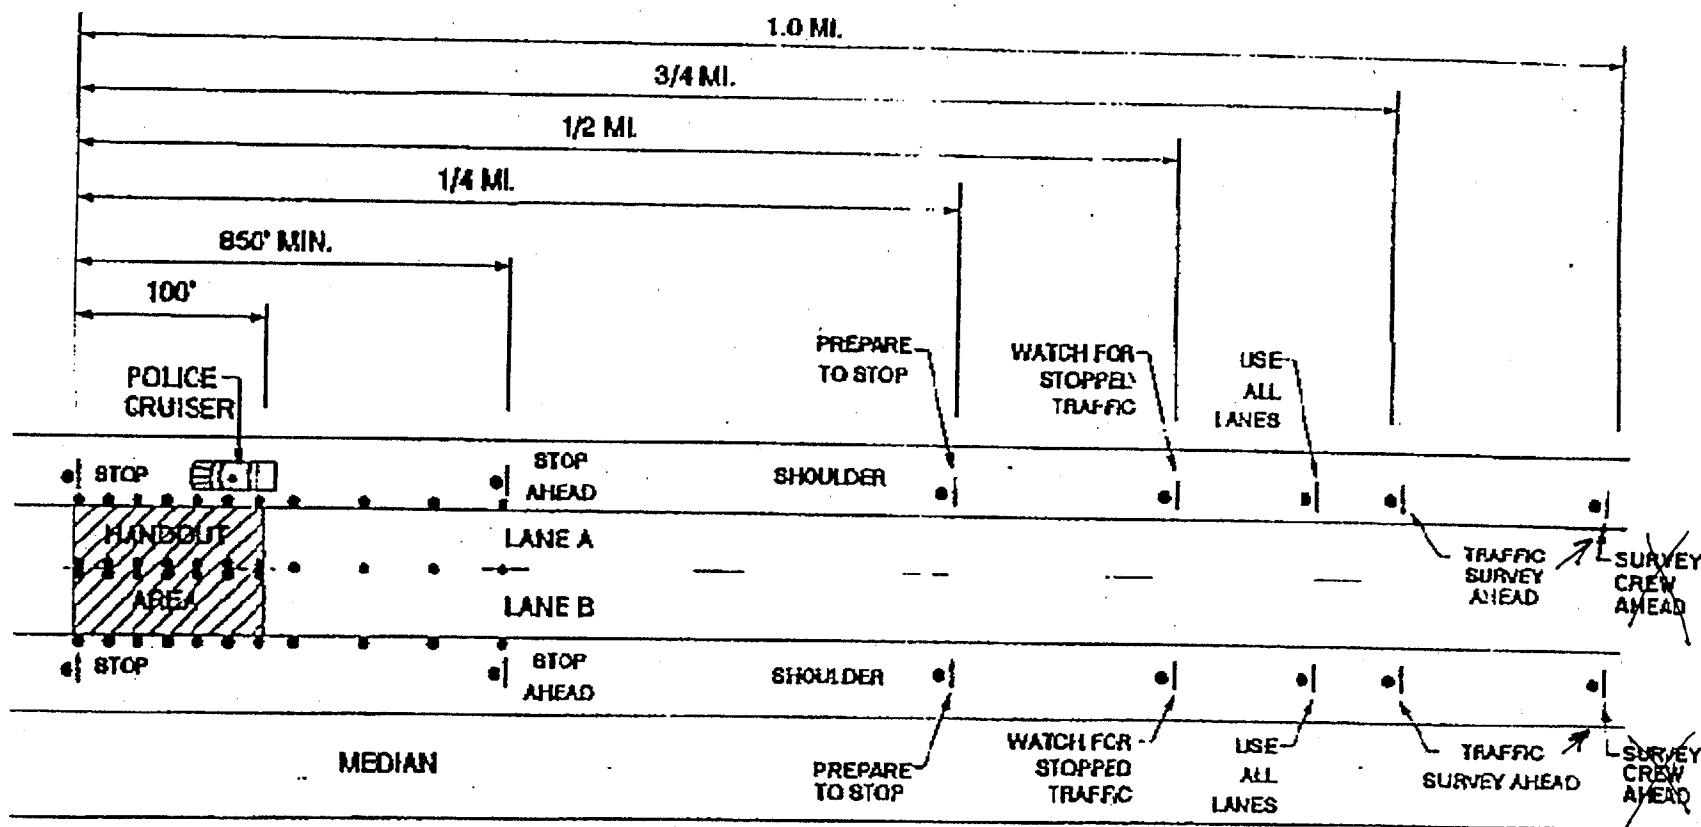 1.0 MI.
3/4 MI.
1/2 MI.
1/4 MI.
850' MIN.
100'
POLICE
CRUISER
PREPARE
TO STOP
WATCH FOR
STOPPED
TRAFFIC
USE
ALL
LANES
STOP
STOP
AHEAD
SHOULDER
HANDOUT
AREA
LANE A
LANE B
TRAFFIC
SURVEY
AHEAD
SURVEY
CREW
AHEAD
STOP
STOP
AHEAD
SHOULDER
MEDIAN
PREPARE
TO STOP
WATCH FOR
STOPPED
TRAFFIC
USE
ALL
LANES
TRAFFIC
SURVEY AHEAD
SURVEY
CREW
AHEAD